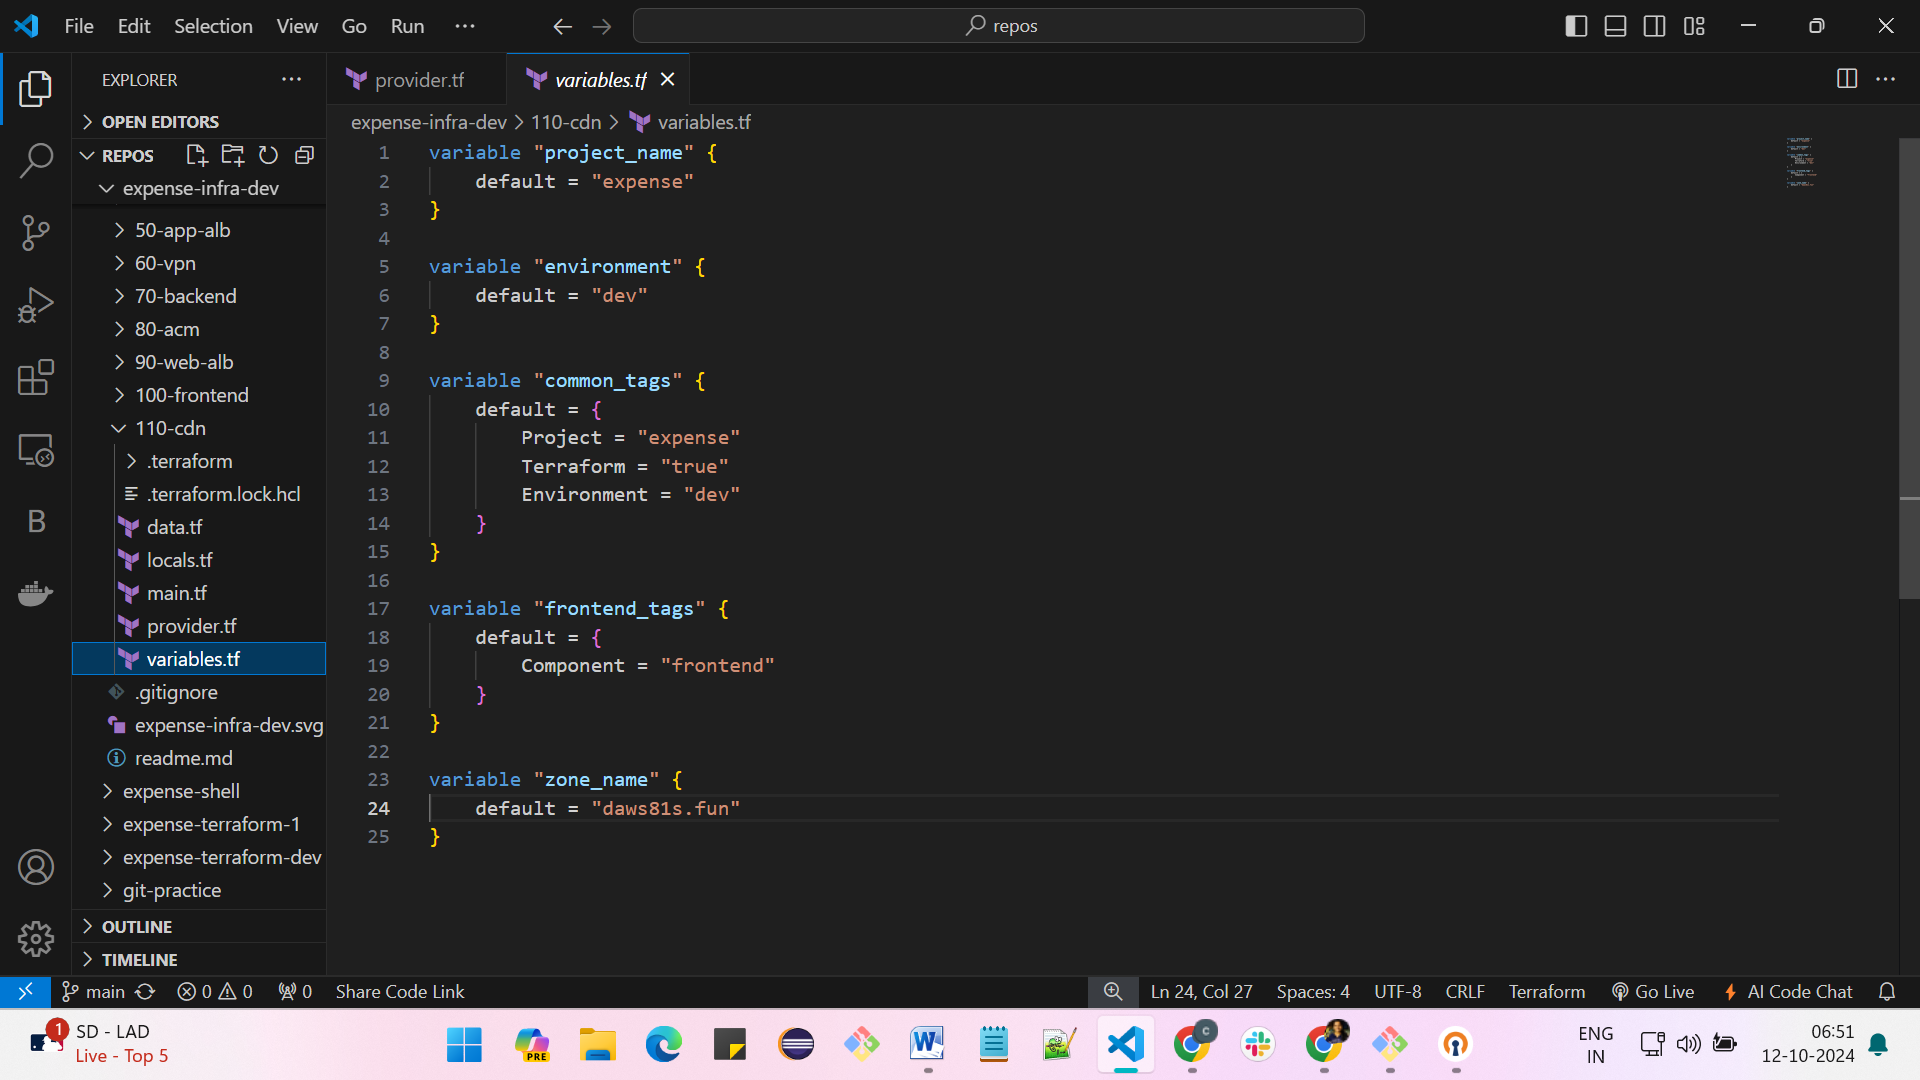 File Edit Selection View Go Run ···
repos
EXPLORER ···
OPEN EDITORS
REPOS
expense-infra-dev
50-app-alb
60-vpn
70-backend
80-acm
90-web-alb
100-frontend
110-cdn
.terraform
.terraform.lock.hcl
data.tf
locals.tf
main.tf
provider.tf
variables.tf
.gitignore
expense-infra-dev.svg
readme.md
expense-shell
expense-terraform-1
expense-terraform-dev
git-practice
OUTLINE
TIMELINE
B
provider.tf
variables.tf
expense-infra-dev > 110-cdn > variables.tf
1 variable "project_name" {
2 default = "expense"
3 }
4
5 variable "environment" {
6 default = "dev"
7 }
8
9 variable "common_tags" {
10 default = {
11 Project = "expense"
12 Terraform = "true"
13 Environment = "dev"
14 }
15 }
16
17 variable "frontend_tags" {
18 default = {
19 Component = "frontend"
20 }
21 }
22
23 variable "zone_name" {
24 default = "daws81s.fun"
25 }
main 0 0 0 Share Code Link
Ln 24, Col 27 Spaces: 4 UTF-8 CRLF Terraform Go Live AI Code Chat
1
SD - LAD
Live - Top 5
PRE
W
c
ENG
IN
06:51
12-10-2024